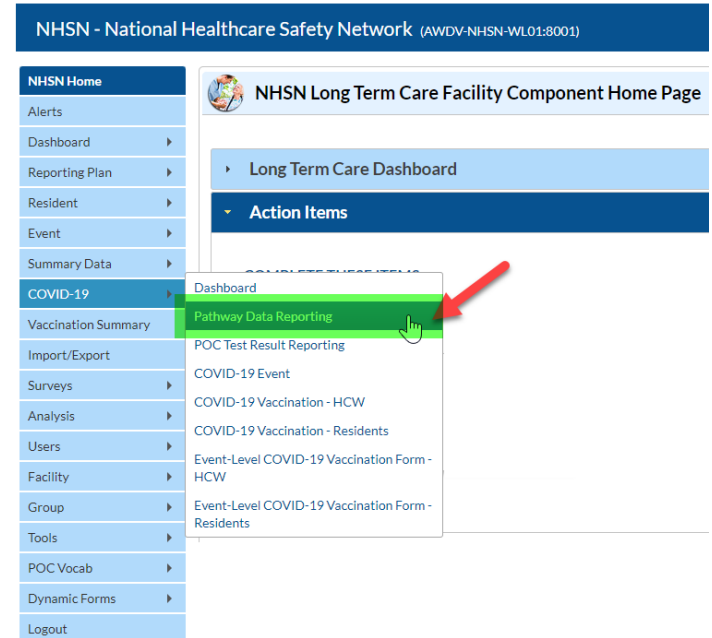 NHSN - National Healthcare Safety Network (AWDV-NHSN-WL01:8001)
NHSN Home
Alerts
Dashboard
Reporting Plan
Resident
Event
Summary Data
COVID-19
Vaccination Summary
Import/Export
Surveys
Analysis
Users
Facility
Group
Tools
POC Vocab
Dynamic Forms
Logout
NHSN Long Term Care Facility Component Home Page
Long Term Care Dashboard
Action Items
COMPLETE THESE ITEMS
Dashboard
Pathway Data Reporting
POC Test Result Reporting
COVID-19 Event
COVID-19 Vaccination - HCW
COVID-19 Vaccination - Residents
Event-Level COVID-19 Vaccination Form -
HCW
Event-Level COVID-19 Vaccination Form -
Residents